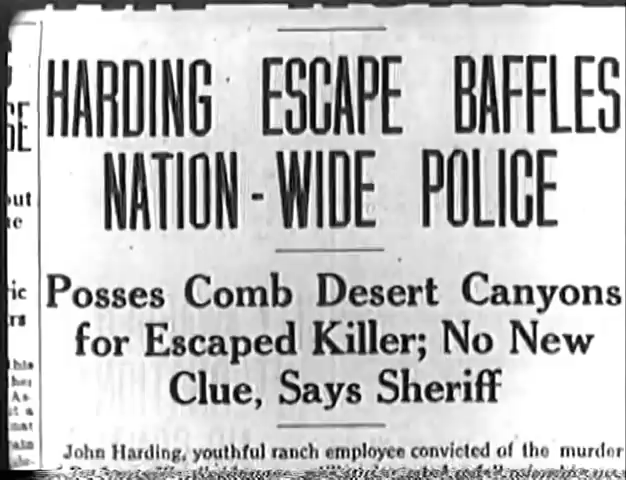 HARDING ESCAPE BAFFLES
NATION-WIDE POLICE
Posses Comb Desert Canyons
for Escaped Killer; No New
Clue, Says Sheriff
John Harding, youthful ranch employee convicted of the murder